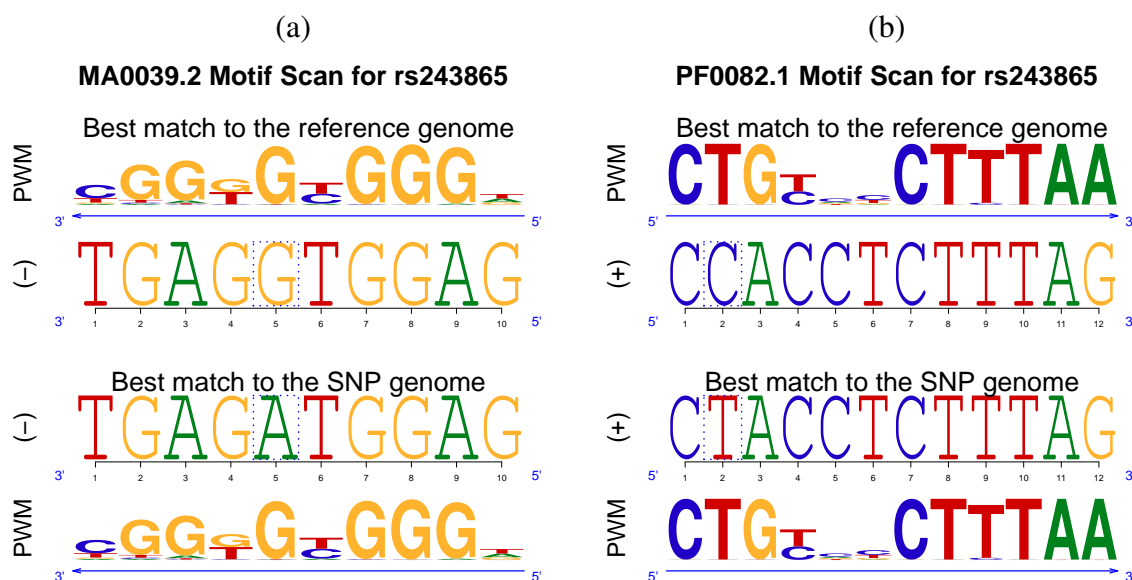 (a)
MA0039.2 Motif Scan for rs243865
Best match to the reference genome
PWM
3' 5'
(−) TGAGGTGGAG
3' 1 2 3 4 5 6 7 8 9 10 5'
Best match to the SNP genome
(−) TGAGATGGAG
3' 1 2 3 4 5 6 7 8 9 10 5'
PWM
3' 5'
(b)
PF0082.1 Motif Scan for rs243865
Best match to the reference genome
PWM
5' 3'
(+) CCACCTCTTTAG
5' 1 2 3 4 5 6 7 8 9 10 11 12 3'
Best match to the SNP genome
(+) CTACCTCTTTAG
5' 1 2 3 4 5 6 7 8 9 10 11 12 3'
PWM
5' 3'